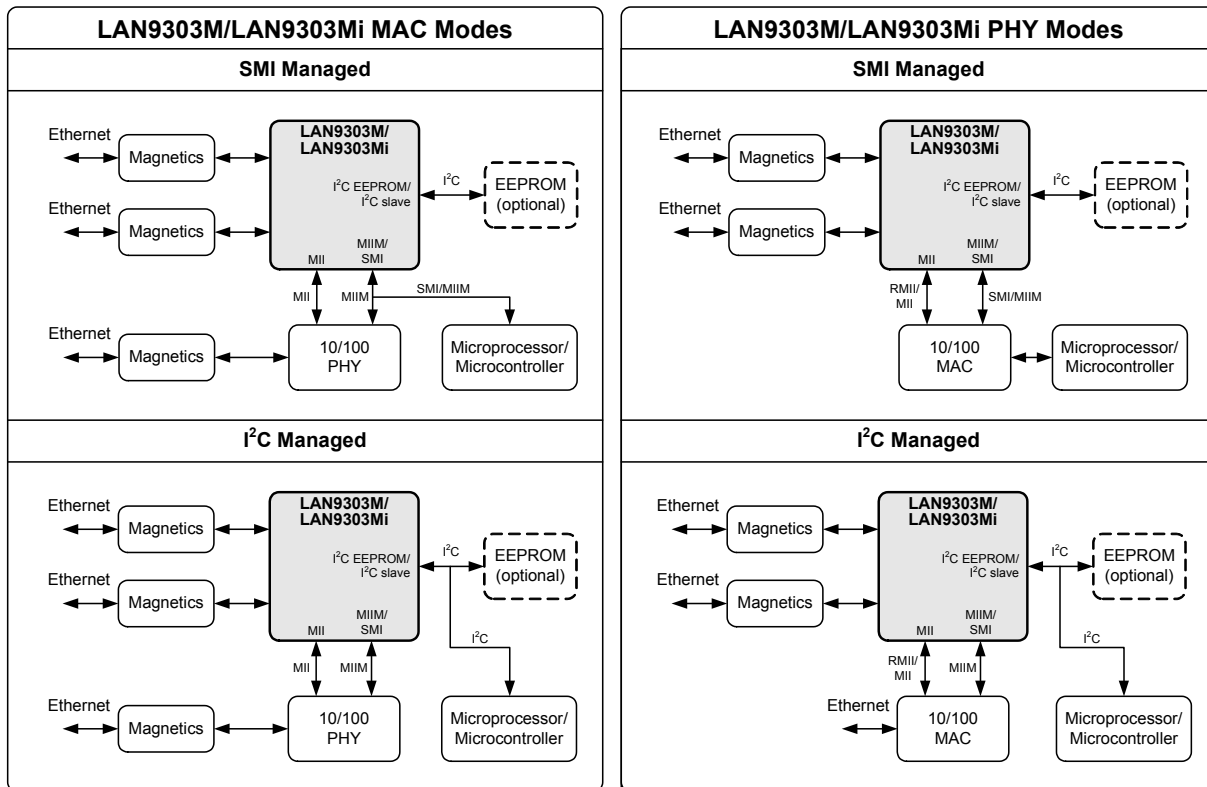 LAN9303M/LAN9303Mi MAC Modes
SMI Managed
Ethernet
Magnetics
Ethernet
Magnetics
LAN9303M/
LAN9303Mi
I²C EEPROM/
I²C slave
MIIM/
SMI
MII
I²C
EEPROM
(optional)
MII
MIIM
SMI/MIIM
Ethernet
Magnetics
10/100
PHY
Microprocessor/
Microcontroller
I²C Managed
Ethernet
Magnetics
Ethernet
Magnetics
LAN9303M/
LAN9303Mi
I²C EEPROM/
I²C slave
MIIM/
SMI
MII
I²C
EEPROM
(optional)
I²C
MII
MIIM
Ethernet
Magnetics
10/100
PHY
Microprocessor/
Microcontroller
LAN9303M/LAN9303Mi PHY Modes
SMI Managed
Ethernet
Magnetics
Ethernet
Magnetics
LAN9303M/
LAN9303Mi
I²C EEPROM/
I²C slave
MIIM/
SMI
MII
I²C
EEPROM
(optional)
RMII/
MII
SMI/MIIM
10/100
MAC
Microprocessor/
Microcontroller
I²C Managed
Ethernet
Magnetics
Ethernet
Magnetics
LAN9303M/
LAN9303Mi
I²C EEPROM/
I²C slave
MIIM/
SMI
MII
I²C
EEPROM
(optional)
I²C
RMII/
MII
MIIM
Ethernet
10/100
MAC
Microprocessor/
Microcontroller